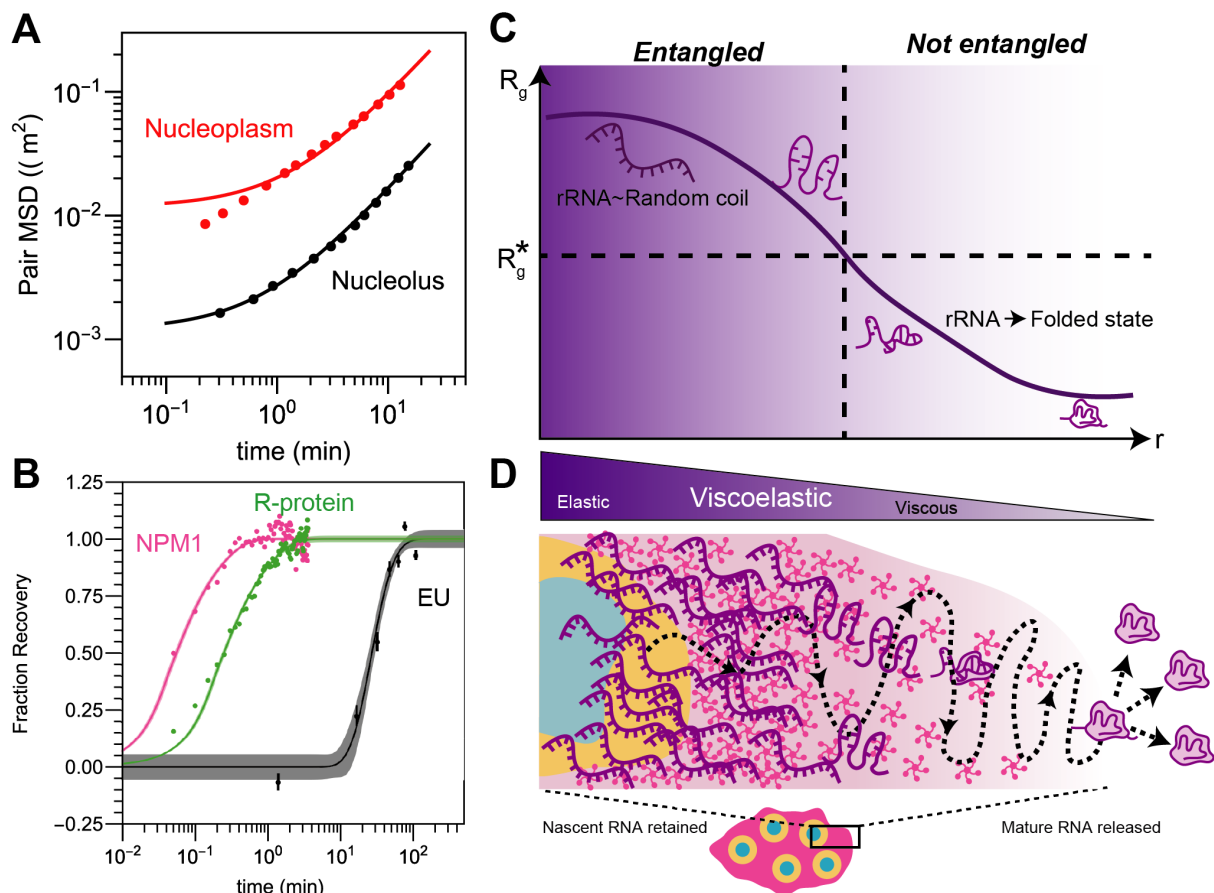 A
Pair MSD (( m²)
10⁻¹
10⁻²
10⁻³
Nucleoplasm
Nucleolus
10⁻¹
10⁰
10¹
time (min)
B
Fraction Recovery
1.25
1.00
0.75
0.50
0.25
0.00
−0.25
R-protein
NPM1
EU
10⁻²
10⁻¹
10⁰
10¹
10²
time (min)
C
Entangled
Not entangled
Rg
rRNA~Random coil
Rg*
rRNA → Folded state
r
D
Elastic
Viscoelastic
Viscous
Nascent RNA retained
Mature RNA released